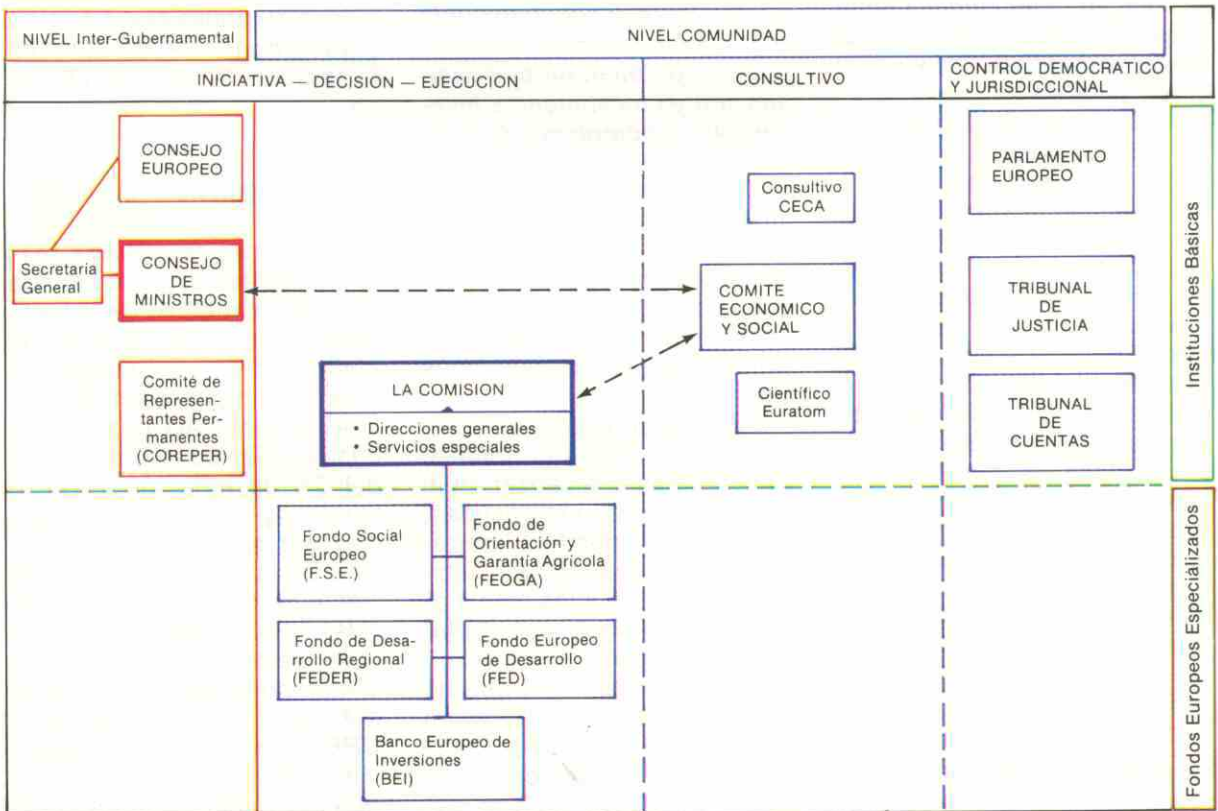 NIVEL Inter-Gubernamental
NIVEL COMUNIDAD
INICIATIVA — DECISION — EJECUCION
CONSULTIVO
CONTROL DEMOCRATICO
Y JURISDICCIONAL
CONSEJO
EUROPEO
Secretaría
General
CONSEJO
DE
MINISTROS
Comité de
Represen-
tantes Per-
manentes
(COREPER)
LA COMISION
• Direcciones generales
• Servicios especiales
Consultivo
CECA
COMITE
ECONOMICO
Y SOCIAL
Científico
Euratom
PARLAMENTO
EUROPEO
TRIBUNAL
DE
JUSTICIA
TRIBUNAL
DE
CUENTAS
Instituciones Básicas
Fondo Social
Europeo
(F.S.E.)
Fondo de
Orientación y
Garantía Agrícola
(FEOGA)
Fondo de Desa-
rrollo Regional
(FEDER)
Fondo Europeo
de Desarrollo
(FED)
Banco Europeo de
Inversiones
(BEI)
Fondos Europeos Especializados